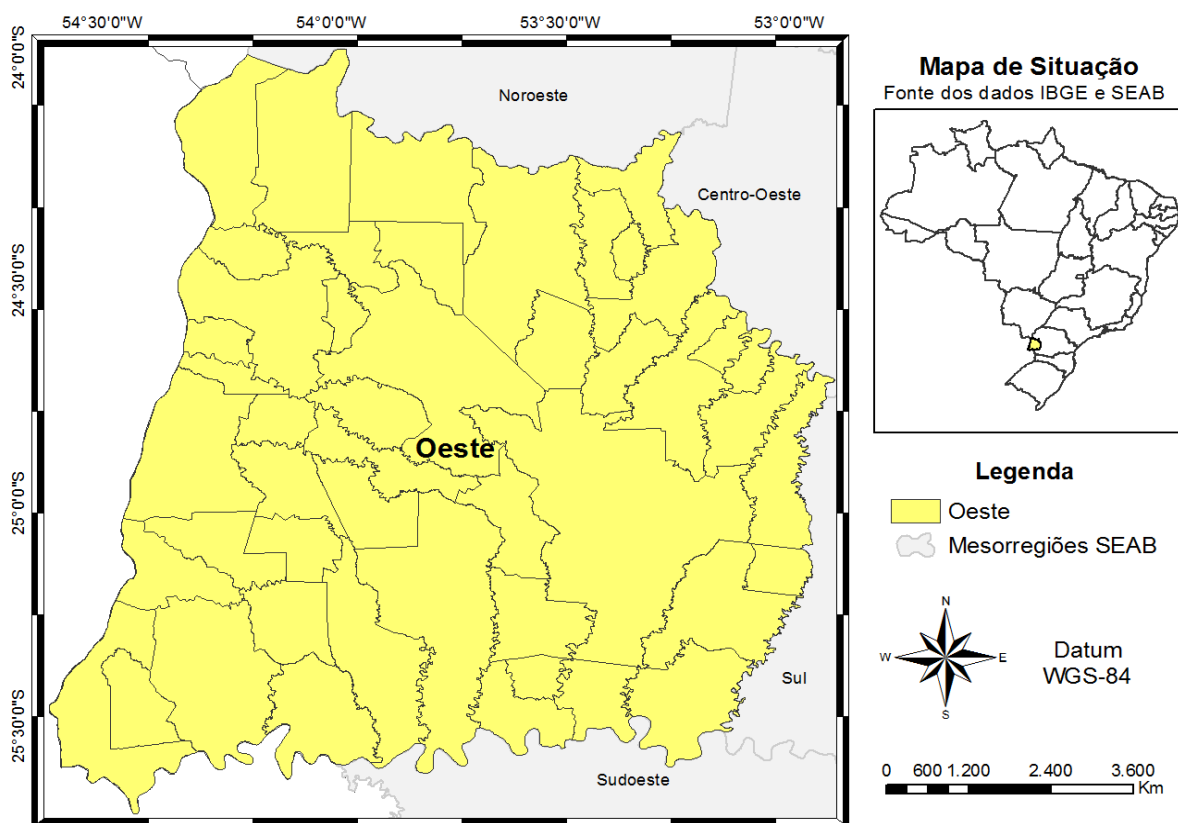 54°30'0"W
54°0'0"W
53°30'0"W
53°0'0"W
24°0'0"S
24°30'0"S
25°0'0"S
25°30'0"S
Noroeste
Centro-Oeste
Oeste
Sul
Sudoeste
Mapa de Situação
Fonte dos dados IBGE e SEAB
Legenda
Oeste
Mesorregiões SEAB
N
W E
S
Datum
WGS-84
0 600 1.200 2.400 3.600
Km